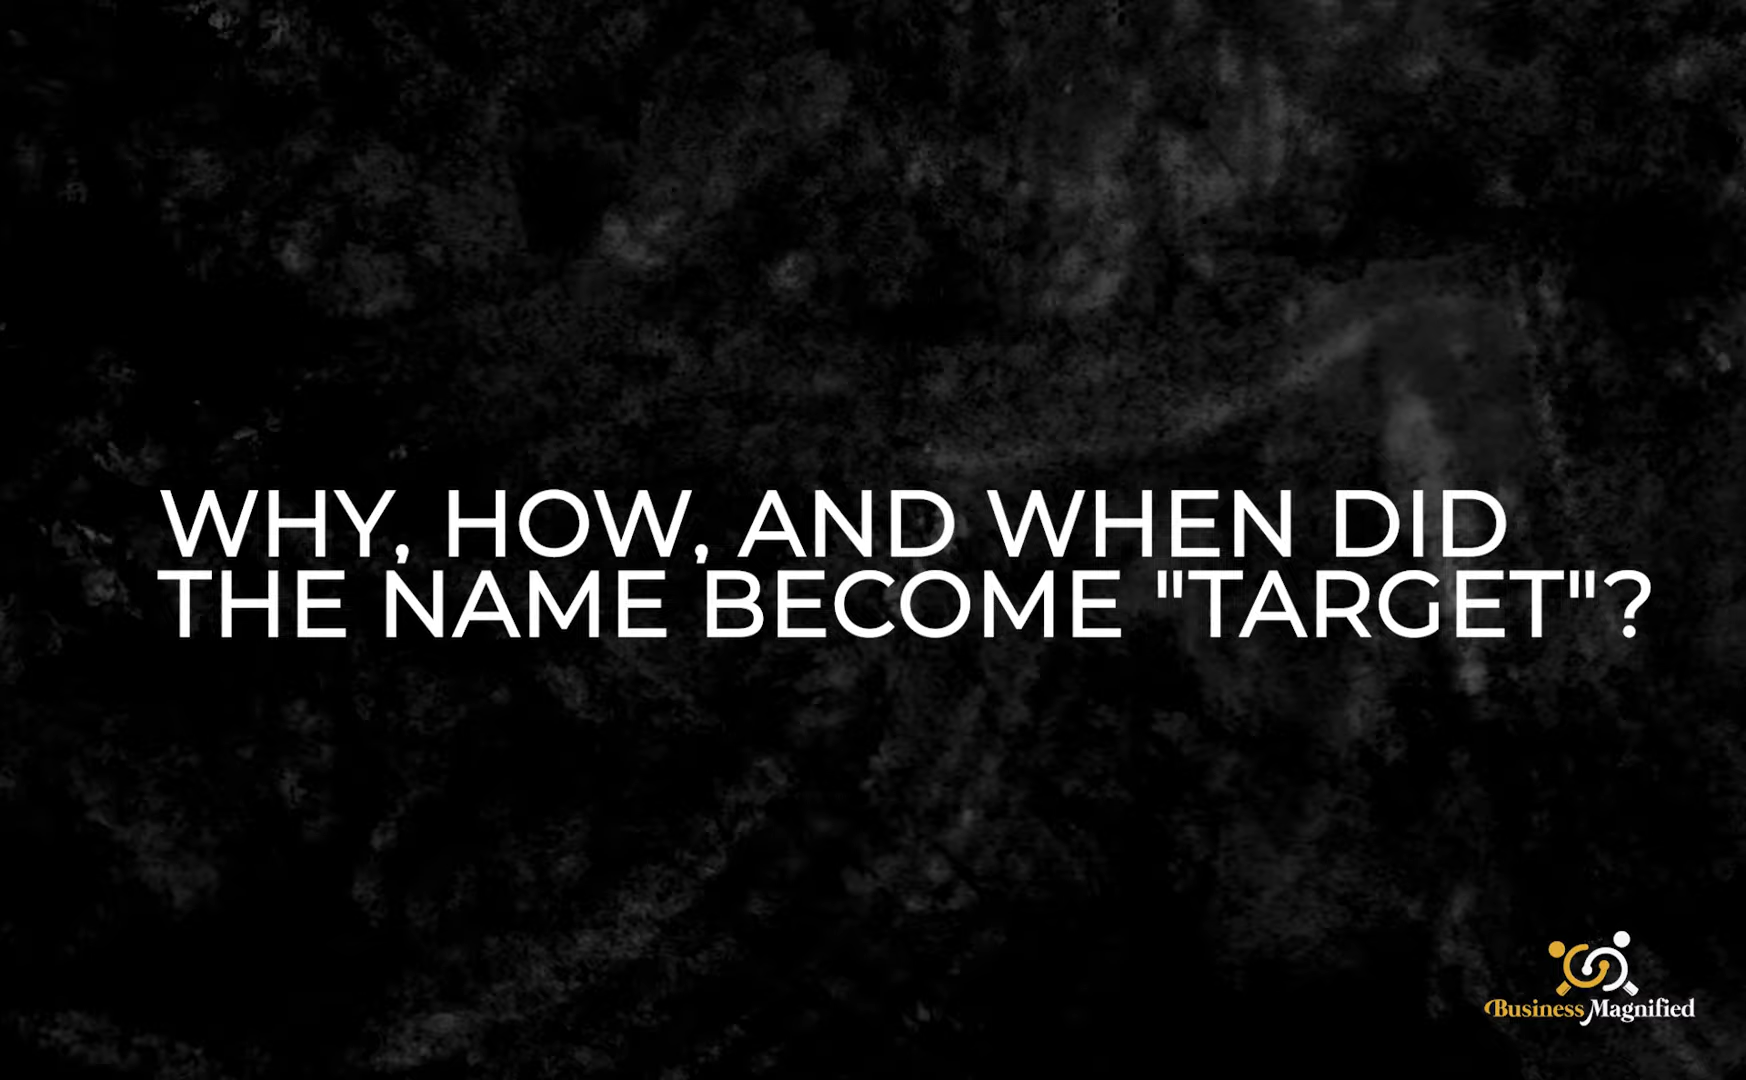 WHY, HOW, AND WHEN DID
THE NAME BECOME "TARGET"?
Business Magnified